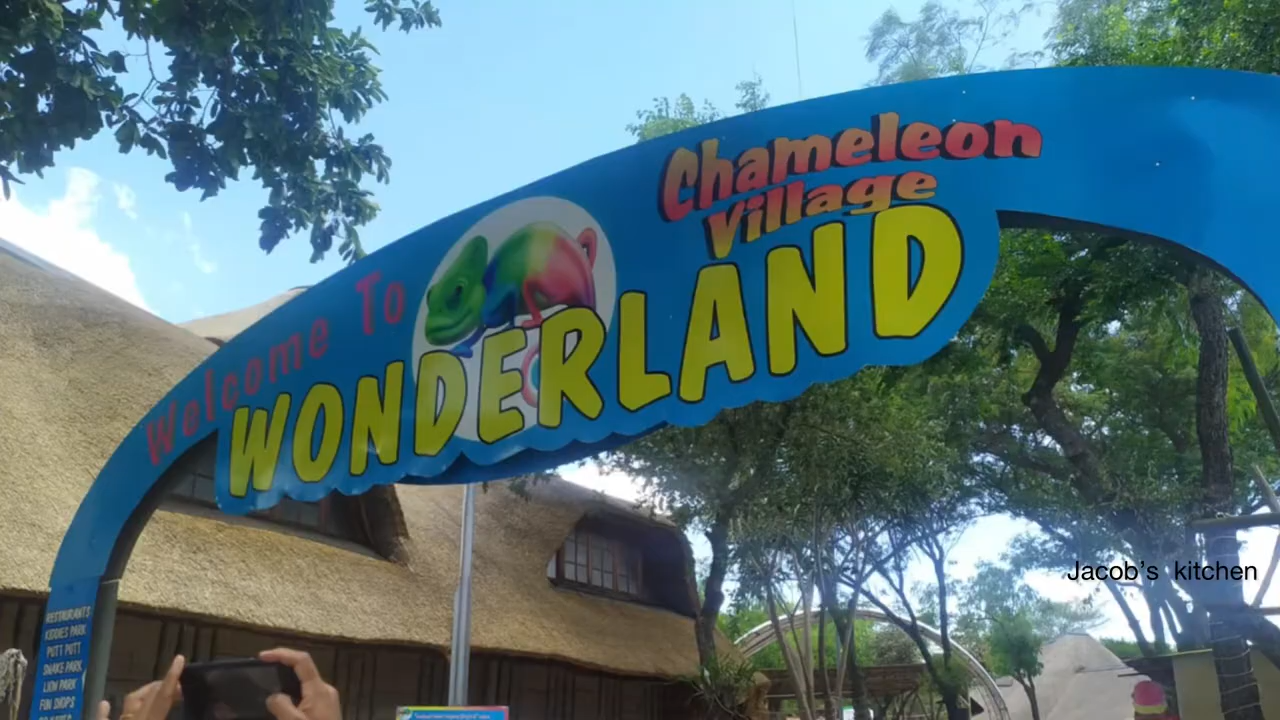 Chameleon
Village
Welcome To
WONDERLAND
Jacob's kitchen
RESTAURANTS
KIDDIES PARK
PUTT PUTT
SNAKE PARK
LION PARK
FUN SHOPS